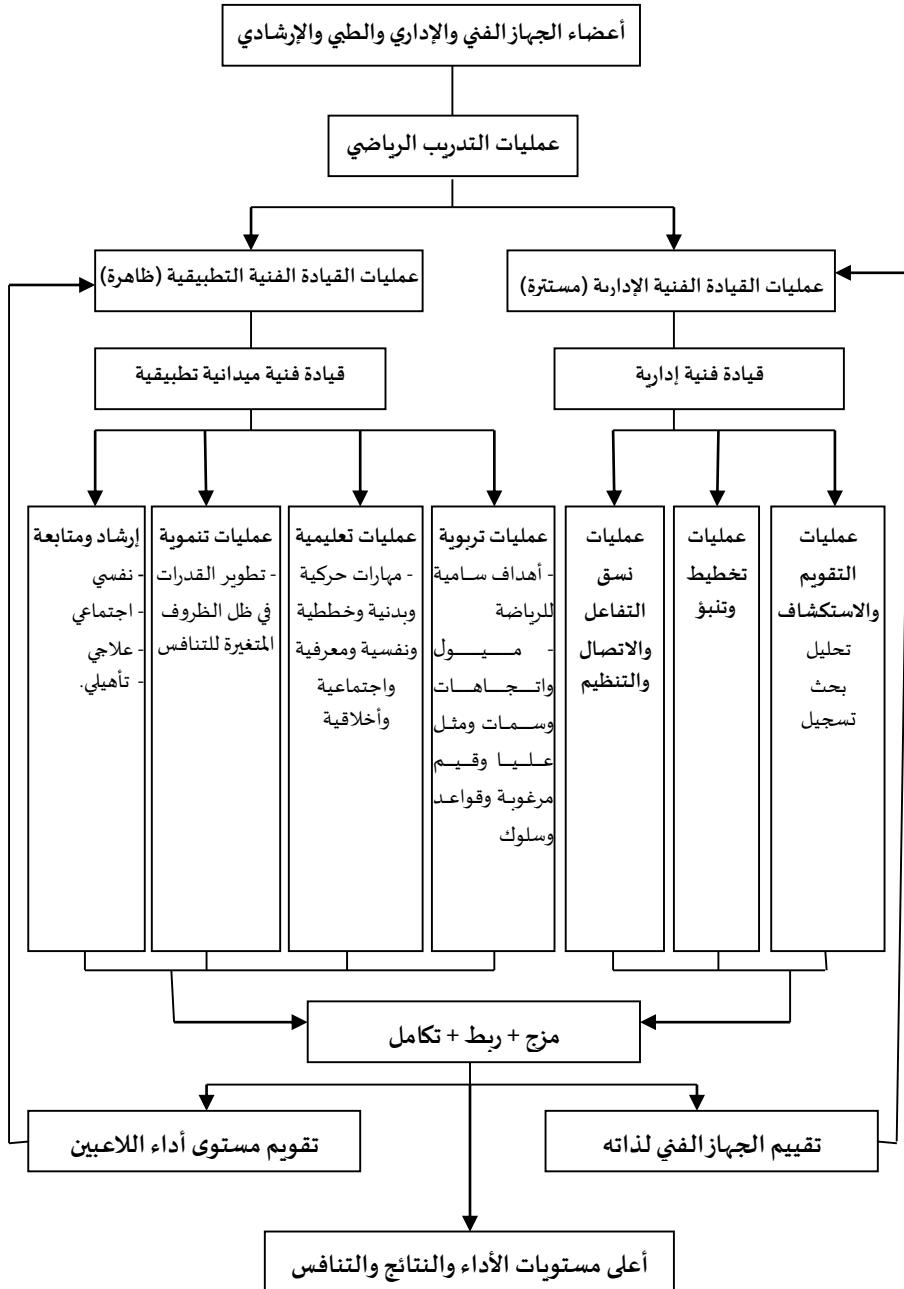 أعضاء الجهاز الفني والإداري والطبي والإرشادي
عمليات التدريب الرياضي
عمليات القيادة الفنية الإدارية (مستترة)
عمليات القيادة الفنية التطبيقية (ظاهرة)
قيادة فنية إدارية
قيادة فنية ميدانية تطبيقية
عمليات
التقويم
والاستكشاف
تحليل
بحث
تسجيل
عمليات
تخطيط
وتنبؤ
عمليات
نسق
التفاعل
والاتصال
والتنظيم
عمليات تربوية
- أهداف سامية
للرياضة
- ميول
واتجاهات
وسمات ومثل
عليا وقيم
مرغوبة وقواعد
وسلوك
عمليات تعليمية
- مهارات حركية
وبدنية وخططية
ونفسية ومعرفية
واجتماعية
وأخلاقية
عمليات تنموية
- تطوير القدرات
في ظل الظروف
المتغيرة للتنافس
إرشاد ومتابعة
- نفسي
- اجتماعي
- علاجي
- تأهيلي.
مزج + ربط + تكامل
تقييم الجهاز الفني لذاته
تقويم مستوى أداء اللاعبين
أعلى مستويات الأداء والنتائج والتنافس